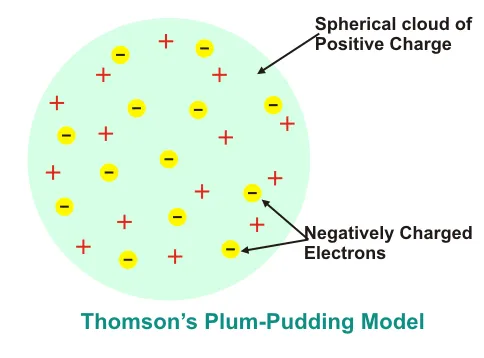 Spherical cloud of
Positive Charge
Negatively Charged
Electrons
Thomson's Plum-Pudding Model